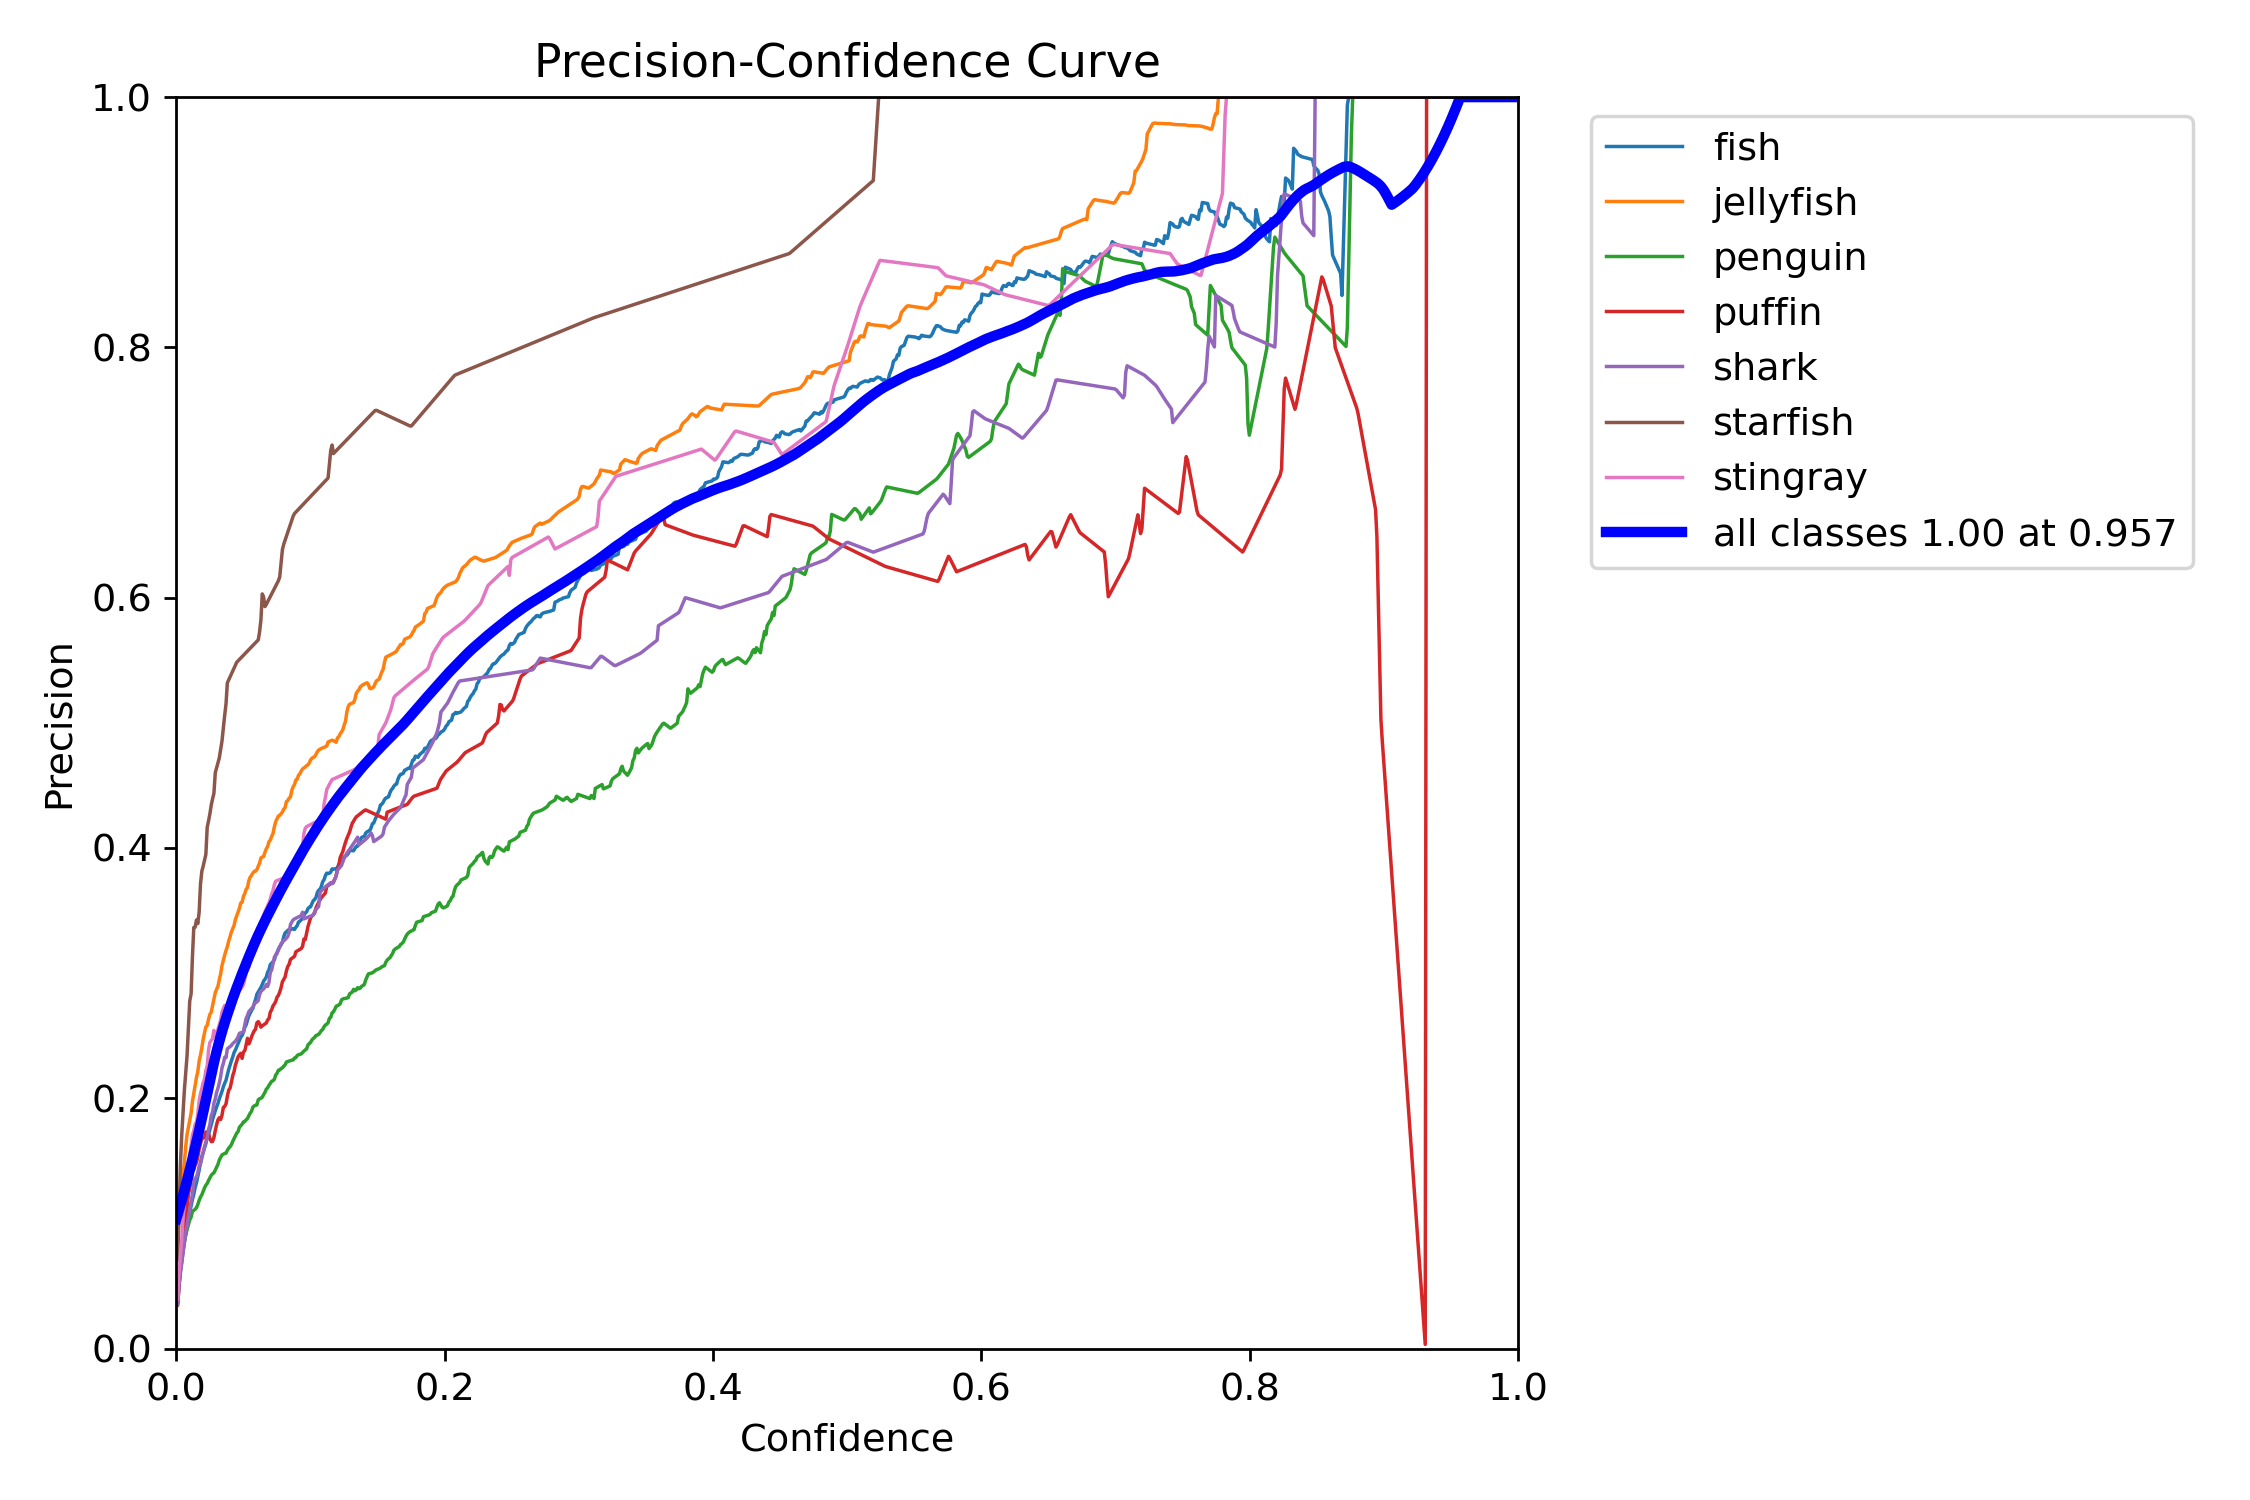 Precision-Confidence Curve
1.0
0.8
0.6
0.4
0.2
0.0
Precision
0.0 0.2 0.4 0.6 0.8 1.0
Confidence
fish
jellyfish
penguin
puffin
shark
starfish
stingray
all classes 1.00 at 0.957